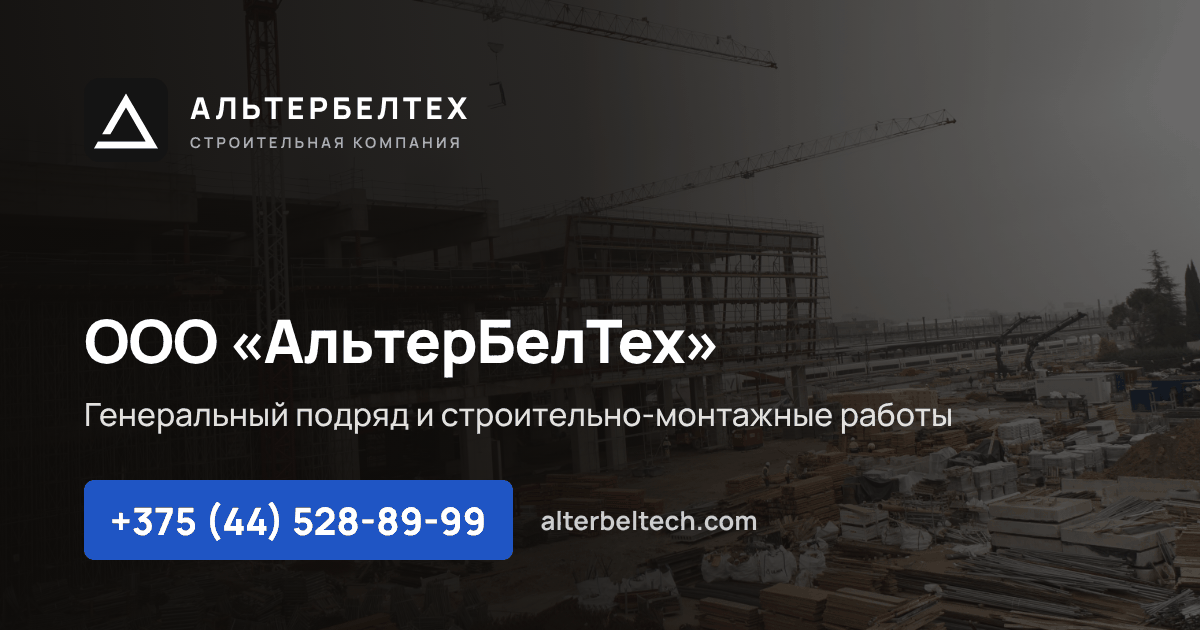 АЛЬТЕРБЕЛТЕХ
СТРОИТЕЛЬНАЯ КОМПАНИЯ
ООО «АльтерБелТех»
Генеральный подряд и строительно-монтажные работы
+375 (44) 528-89-99
alterbeltech.com